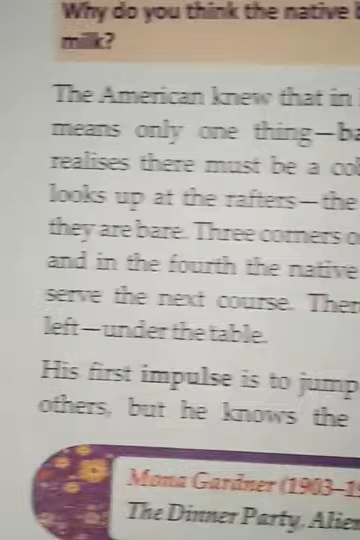 Why do you think the native b
milk?
The American knew that in
means only one thing—ba
realises there must be a co
looks up at the rafters—the
they are bare. Three corners o
and in the fourth the native
serve the next course. Ther
left—under the table.
His first impulse is to jump
others, but he knows the
Mona Gardner (1903–19
The Dinner Party, Alien